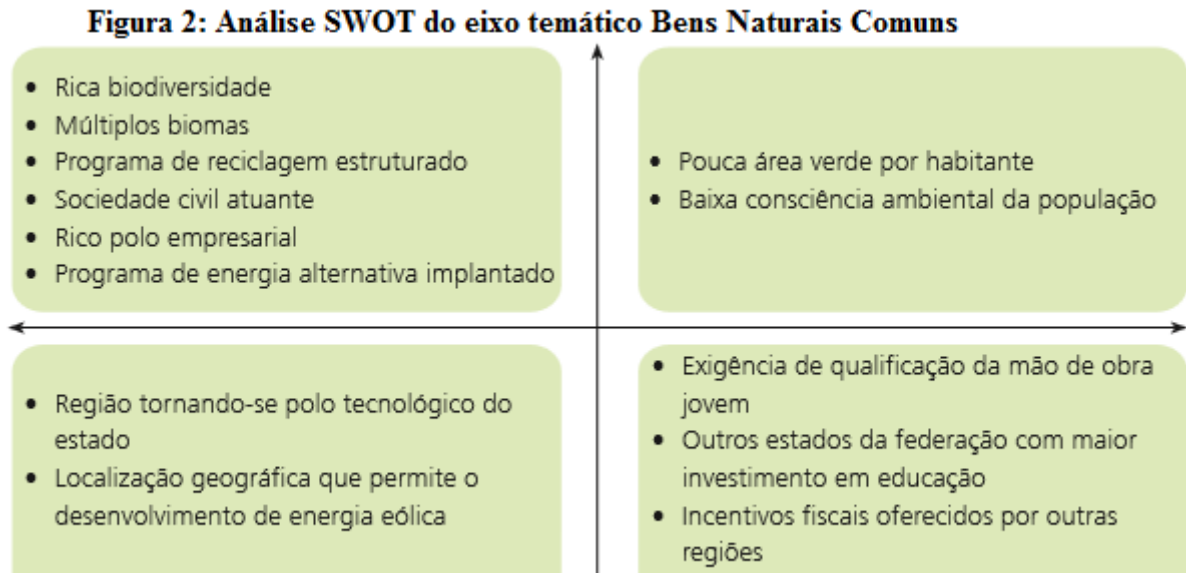 Figura 2: Análise SWOT do eixo temático Bens Naturais Comuns
• Rica biodiversidade
• Múltiplos biomas
• Programa de reciclagem estruturado
• Sociedade civil atuante
• Rico polo empresarial
• Programa de energia alternativa implantado
• Pouca área verde por habitante
• Baixa consciência ambiental da população
• Região tornando-se polo tecnológico do
estado
• Localização geográfica que permite o
desenvolvimento de energia eólica
• Exigência de qualificação da mão de obra
jovem
• Outros estados da federação com maior
investimento em educação
• Incentivos fiscais oferecidos por outras
regiões